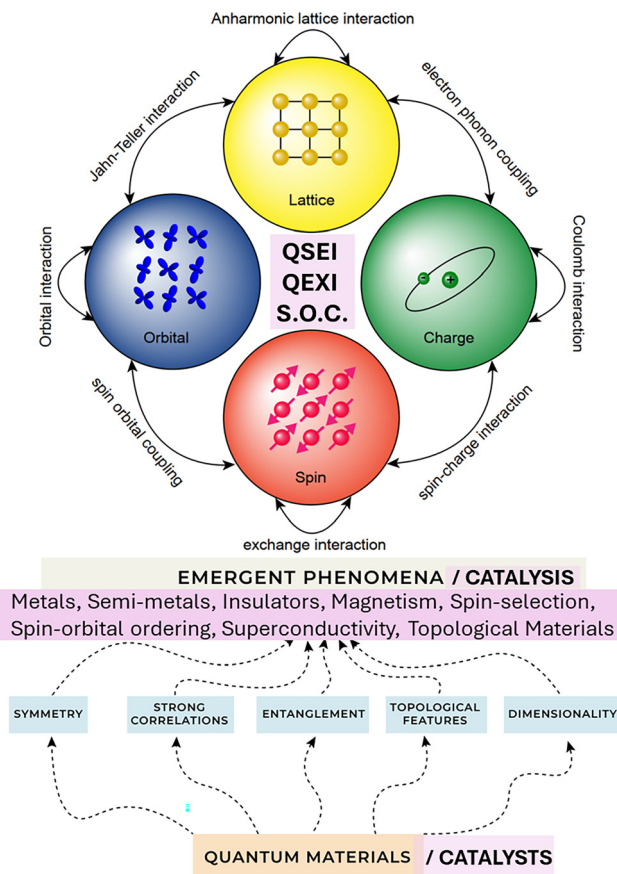 Anharmonic lattice interaction
Jahn-Teller interaction
electron phonon coupling
Lattice
Orbital interaction
Orbital
QSEI
QEXI
S.O.C.
-
+
Charge
Coulomb interaction
spin orbital coupling
Spin
spin-charge interaction
exchange interaction
EMERGENT PHENOMENA / CATALYSIS
Metals, Semi-metals, Insulators, Magnetism, Spin-selection,
Spin-orbital ordering, Superconductivity, Topological Materials
SYMMETRY
STRONG
CORRELATIONS
ENTANGLEMENT
TOPOLOGICAL
FEATURES
DIMENSIONALITY
QUANTUM MATERIALS / CATALYSTS